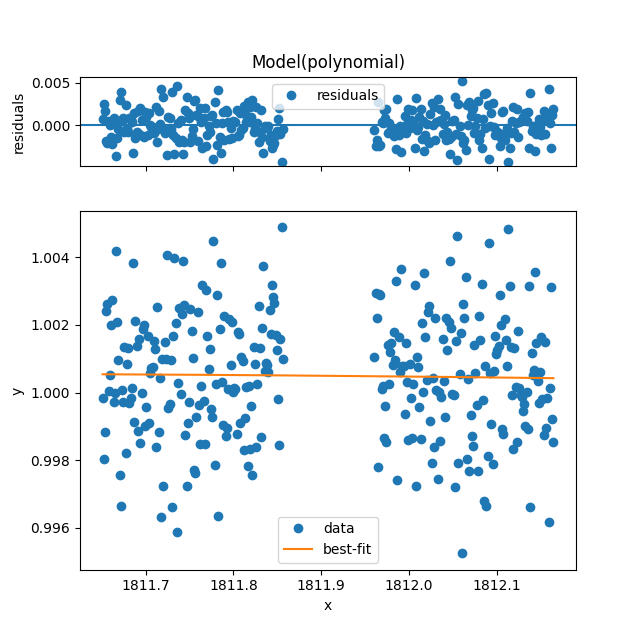 Model(polynomial)
0.005
0.000
residuals
residuals
1.004
1.002
1.000
0.998
0.996
y
data
best-fit
1811.7 1811.8 1811.9 1812.0 1812.1
x